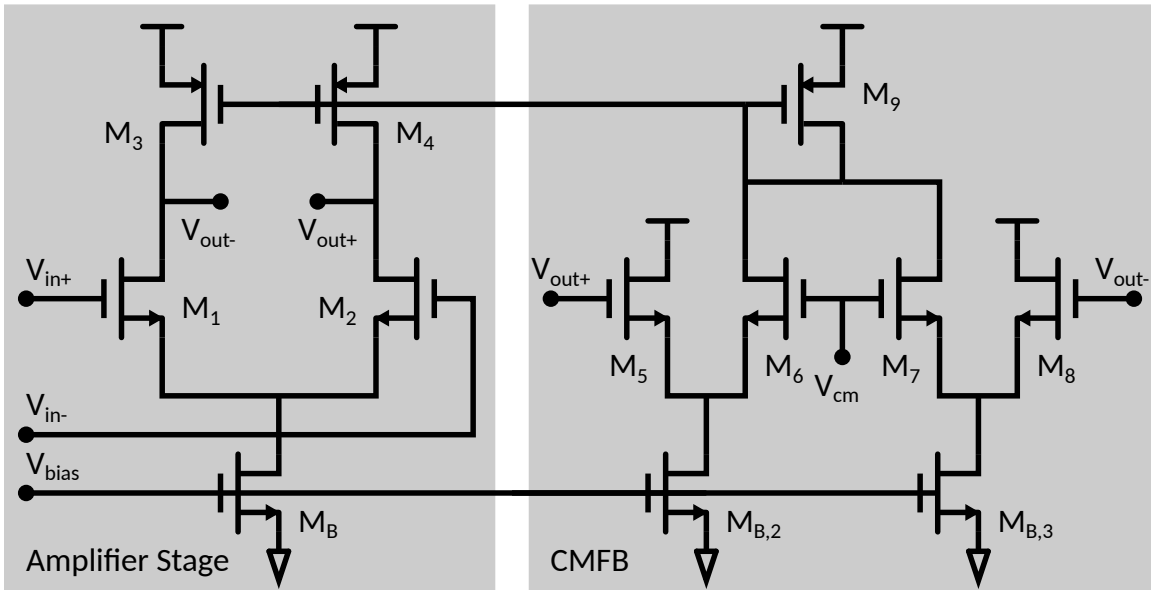 M3
M4
M9
Vout-
Vout+
Vin+
M1
M2
Vout+
Vout-
M5
M6
M7
M8
Vcm
Vin-
Vbias
MB
MB,2
MB,3
Amplifier Stage
CMFB